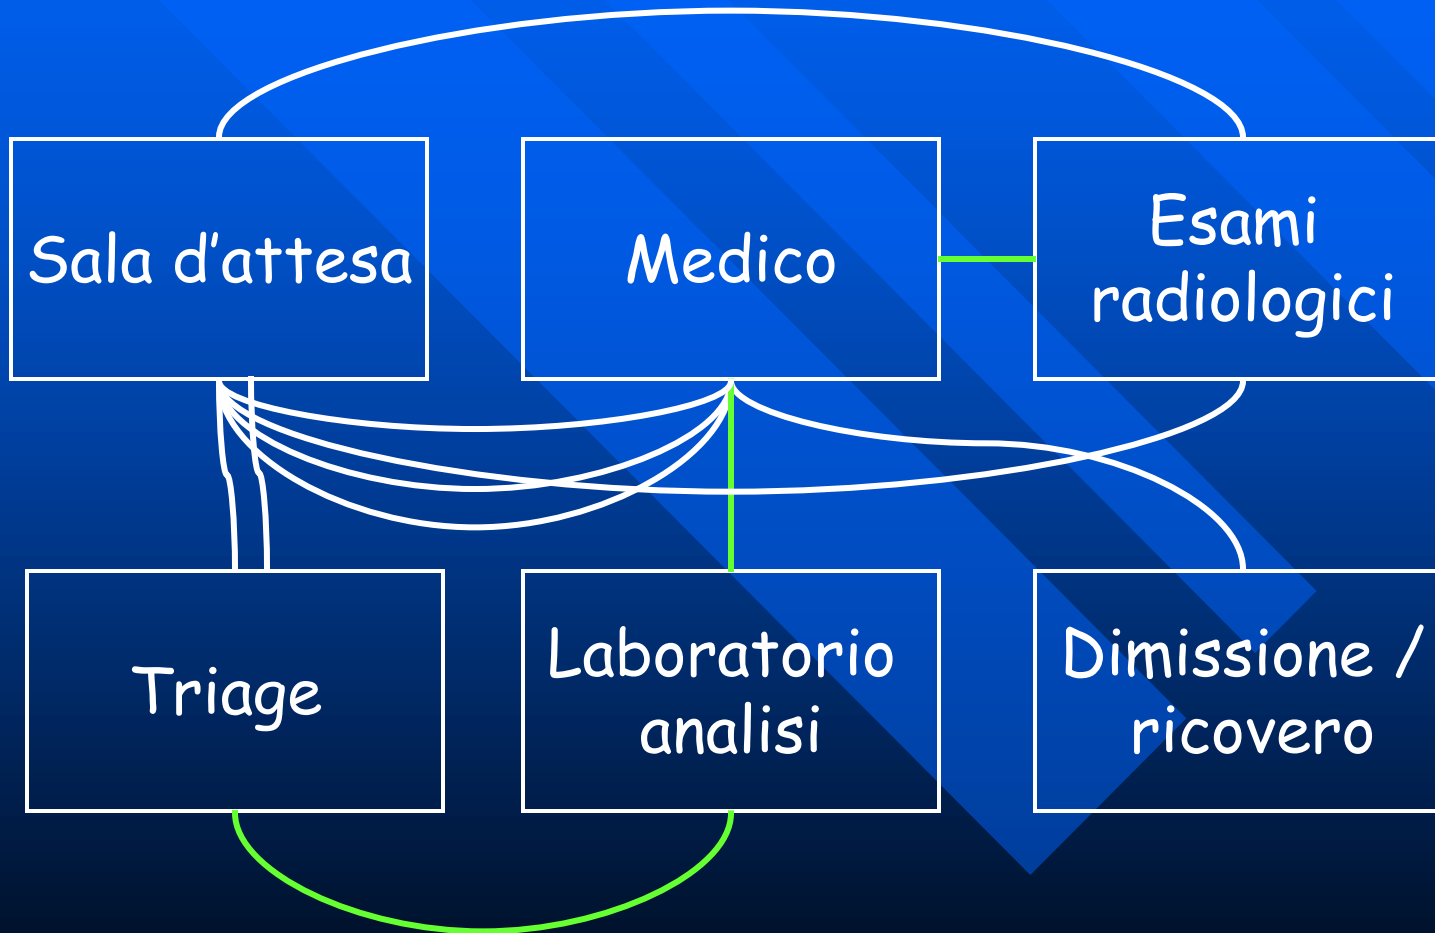 Sala d’attesa
Medico
Esami
radiologici
Triage
Laboratorio
analisi
Dimissione /
ricovero